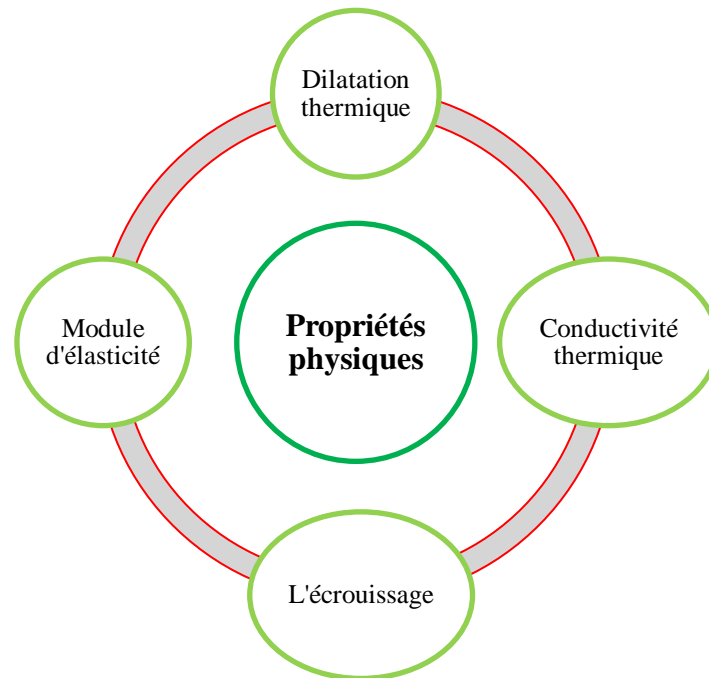 Dilatation
thermique
Module
d'élasticité
Propriétés
physiques
Conductivité
thermique
L'écrouissage